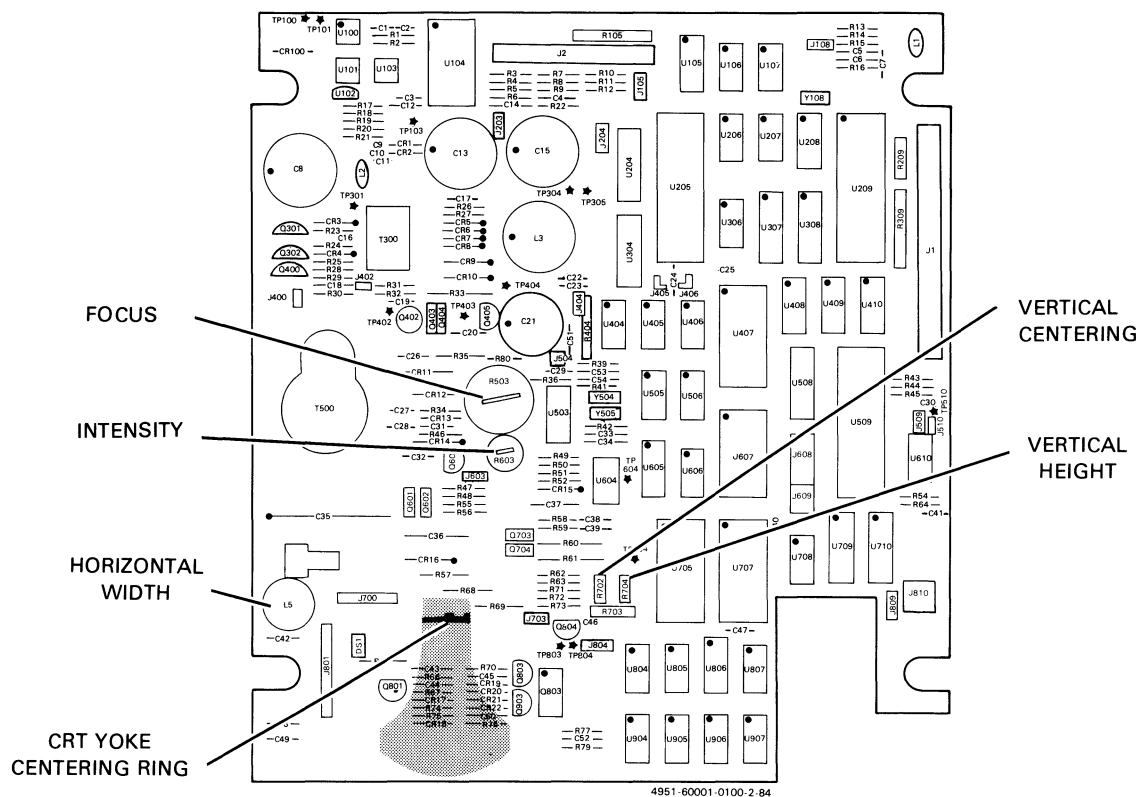 TP100
TP101
U100
C1
C2
R1
R2
CR100
U101
U103
U102
U104
R105
J2
R3
R4
R5
R6
C14
R7
R8
R9
C4
R22
R10
R11
R12
J105
U105
U106
U107
J108
R13
R14
R15
C5
C6
R16
C7
L1
Y108
C3
C12
R17
R18
R19
R20
R21
TP103
J203
C9
C10
C11
CR1
CR2
C8
L2
C13
C15
J204
U204
U205
U206
U207
U208
U209
R209
TP301
TP304
TP305
CR3
R23
C16
Q301
R24
CR4
R25
R28
R29
C18
R30
Q302
Q400
J402
J400
T300
C17
R26
R27
CR5
CR6
CR7
CR8
CR9
CR10
R31
R32
R33
L3
U304
U306
U307
U308
R309
J1
C25
C24
C22
C23
J405
J406
TP404
C19
TP402
Q402
Q403
Q404
TP403
Q405
C20
C21
C51
J404
R404
U404
U405
U406
U407
U408
U409
U410
FOCUS
VERTICAL
CENTERING
C26
R35
R80
J504
C29
R36
CR11
CR12
R503
R39
C53
C54
R41
Y504
Y505
R42
C33
C34
U503
U505
U506
U508
U509
R43
R44
R45
C30
TP510
J509
J510
T500
C27
R34
CR13
C28
C31
R46
CR14
C32
R603
INTENSITY
J603
R49
R50
R51
R52
CR15
U604
TP
604
U605
U606
U607
J608
J609
U610
R54
R64
C41
VERTICAL
HEIGHT
R47
R48
R55
R56
Q601
Q602
C35
C37
C36
Q703
Q704
R58
R59
C38
C39
R60
R61
CR16
R57
U707
U708
U709
U710
HORIZONTAL
WIDTH
L5
J700
R68
R69
R62
R63
R71
R72
R73
R702
R704
R703
J703
Q804
C46
J804
TP803
TP804
C47
J809
J810
C42
J801
DS1
Q801
C43
R66
C44
R67
CR17
R74
R75
CR18
R70
C45
CR19
CR20
CR21
CR22
R78
Q803
Q903
Q803
U804
U805
U806
U807
R77
C52
R79
U904
U905
U906
U907
C49
CRT YOKE
CENTERING RING
4951-60001-0100-2-84